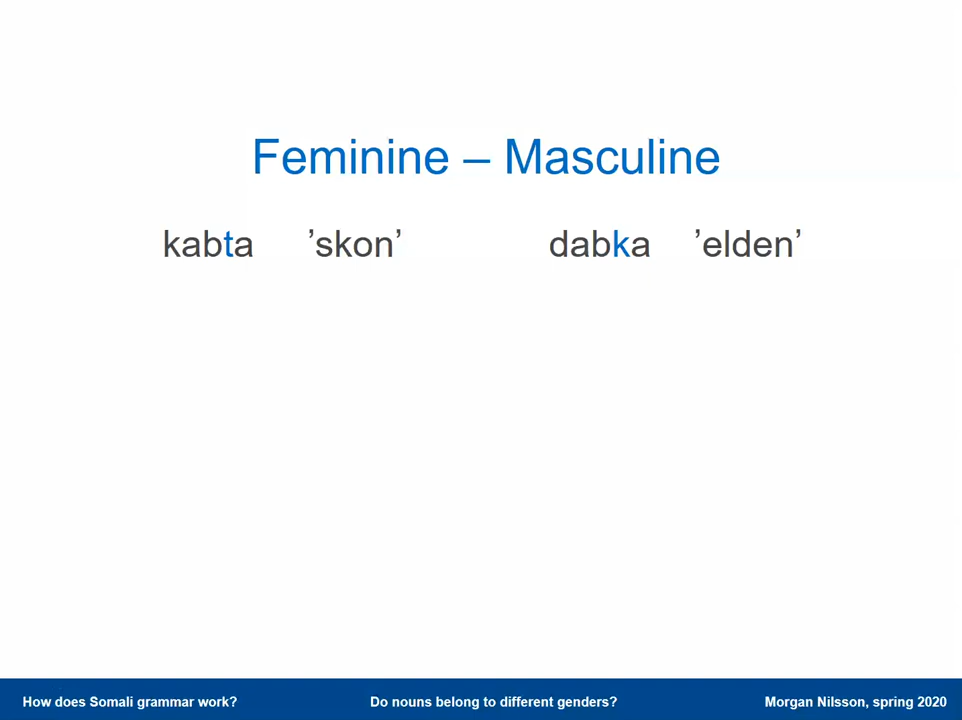 Feminine – Masculine
kabta ’skon’ dabka ’elden’
How does Somali grammar work? Do nouns belong to different genders? Morgan Nilsson, spring 2020